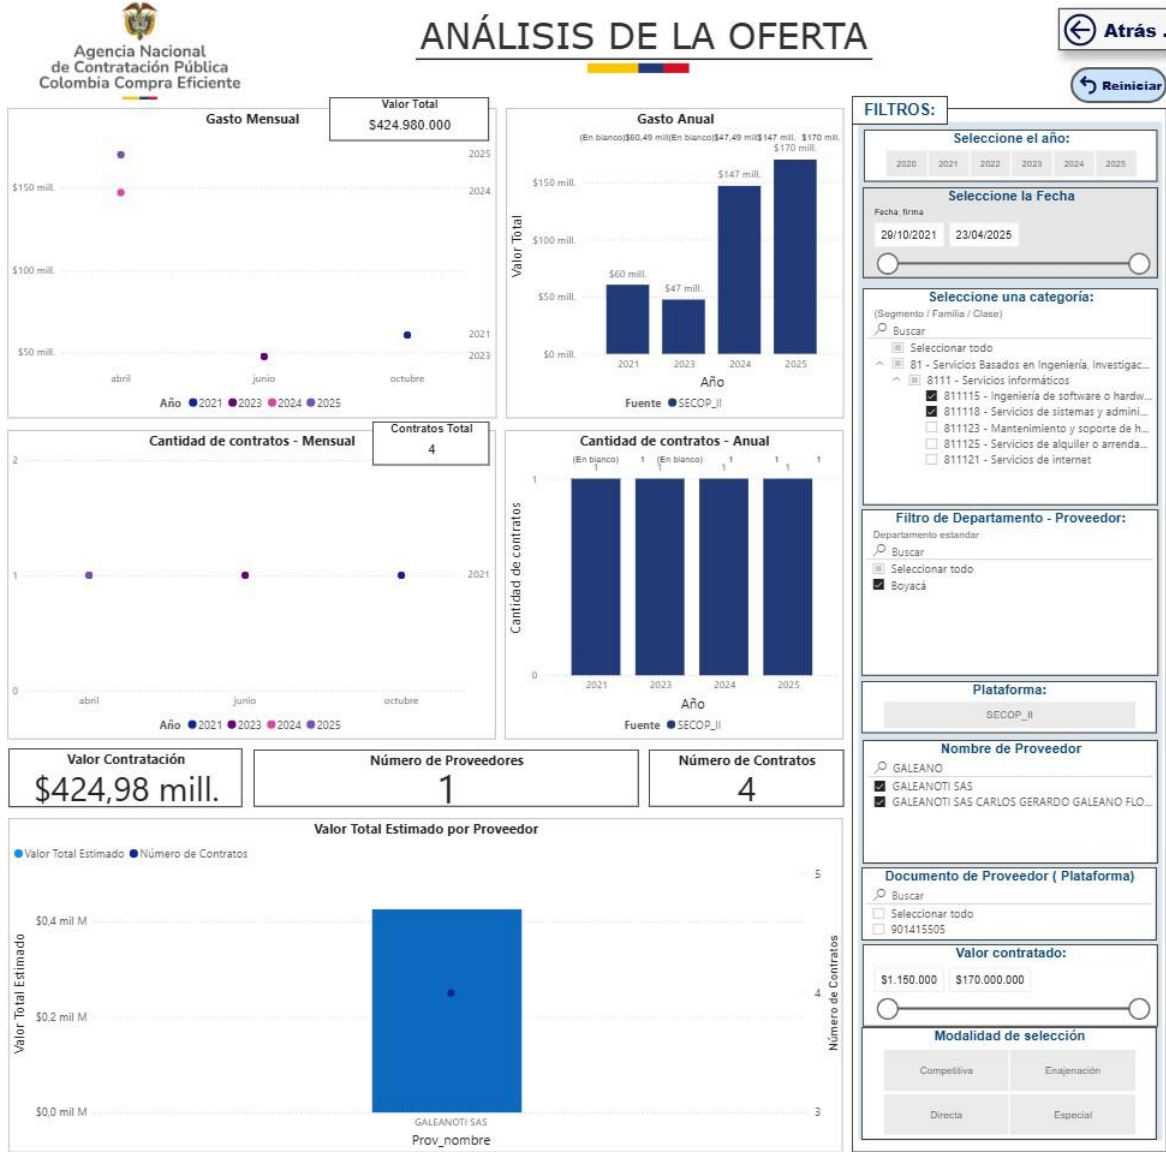 Agencia Nacional
de Contratación Pública
Colombia Compra Eficiente
ANÁLISIS DE LA OFERTA
Atrás .
Reiniciar
Gasto Mensual
Valor Total
$424.980.000
$150 mill.
$100 mill.
$50 mill.
2025
2024
2021
2023
abril junio octubre
Año 2021 2023 2024 2025
Gasto Anual
(En blanco)$60,49 mill(En blanco)$47,49 mill$147 mill. $170 mill.
$170 mill.
$147 mill.
$60 mill.
$47 mill.
Valor Total
$150 mill.
$100 mill.
$50 mill.
$0 mill.
2021 2023 2024 2025
Año
Fuente SECOP_II
Cantidad de contratos - Mensual
Contratos Total
4
2
1
0
2021
abril junio octubre
Año 2021 2023 2024 2025
Cantidad de contratos - Anual
(En blanco) 1 (En blanco) 1 1 1
1 1 1 1
Cantidad de contratos
1
0
2021 2023 2024 2025
Año
Fuente SECOP_II
Valor Contratación
$424,98 mill.
Número de Proveedores
1
Número de Contratos
4
Valor Total Estimado por Proveedor
Valor Total Estimado Número de Contratos
Valor Total Estimado
$0,4 mil M
$0,2 mil M
$0,0 mil M
5
4
3
Número de Contratos
GALEANOTI SAS
Prov_nombre
FILTROS:
Seleccione el año:
2020 2021 2022 2023 2024 2025
Seleccione la Fecha
Fecha_firma
29/10/2021 23/04/2025
Seleccione una categoría:
(Segmento / Familia / Clase)
Buscar
Seleccionar todo
81 - Servicios Basados en Ingeniería, Investigac...
8111 - Servicios informáticos
811115 - Ingeniería de software o hardw...
811118 - Servicios de sistemas y admini...
811123 - Mantenimiento y soporte de h...
811125 - Servicios de alquiler o arrenda...
811121 - Servicios de internet
Filtro de Departamento - Proveedor:
Departamento estandar
Buscar
Seleccionar todo
Boyacá
Plataforma:
SECOP_II
Nombre de Proveedor
GALEANO
GALEANOTI SAS
GALEANOTI SAS CARLOS GERARDO GALEANO FLO...
Documento de Proveedor ( Plataforma)
Buscar
Seleccionar todo
901415505
Valor contratado:
$1.150.000 $170.000.000
Modalidad de selección
Competitiva Enajenación
Directa Especial